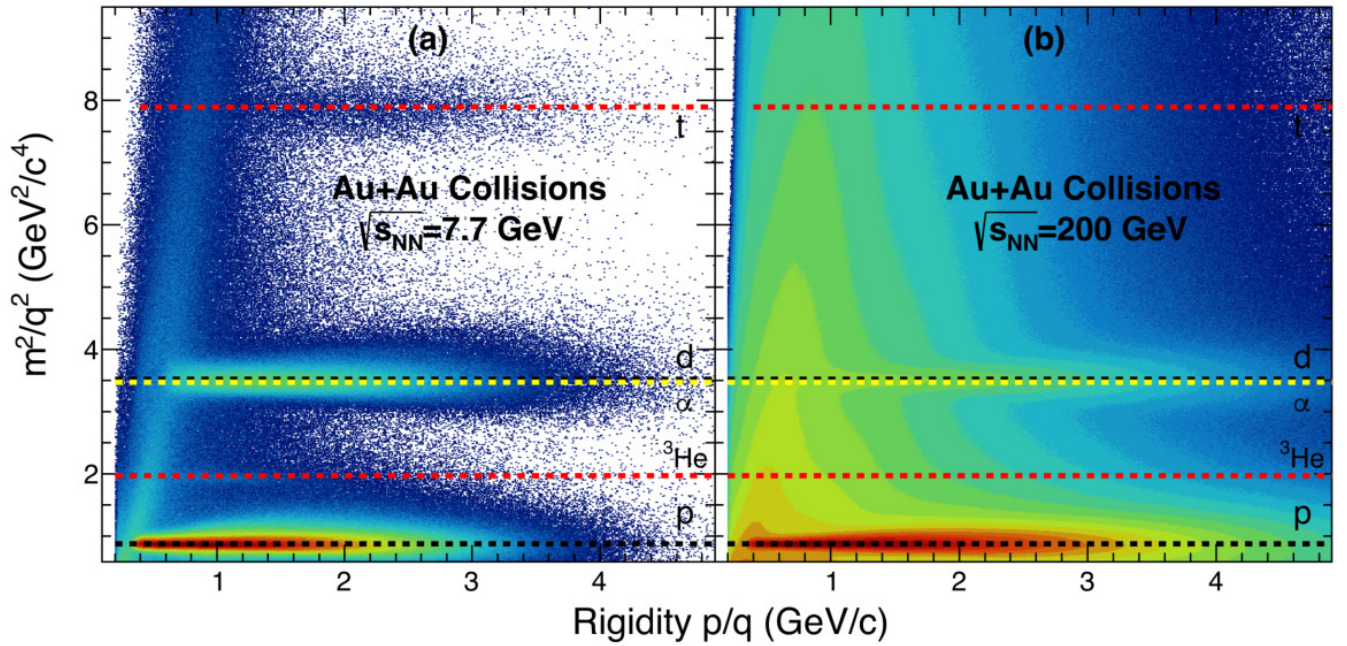 (a)
(b)
8
t
t
Au+Au Collisions
√sNN=7.7 GeV
Au+Au Collisions
√sNN=200 GeV
6
m²/q² (GeV²/c⁴)
4
d
d
α
α
³He
³He
2
p
p
1 2 3 4 1 2 3 4
Rigidity p/q (GeV/c)